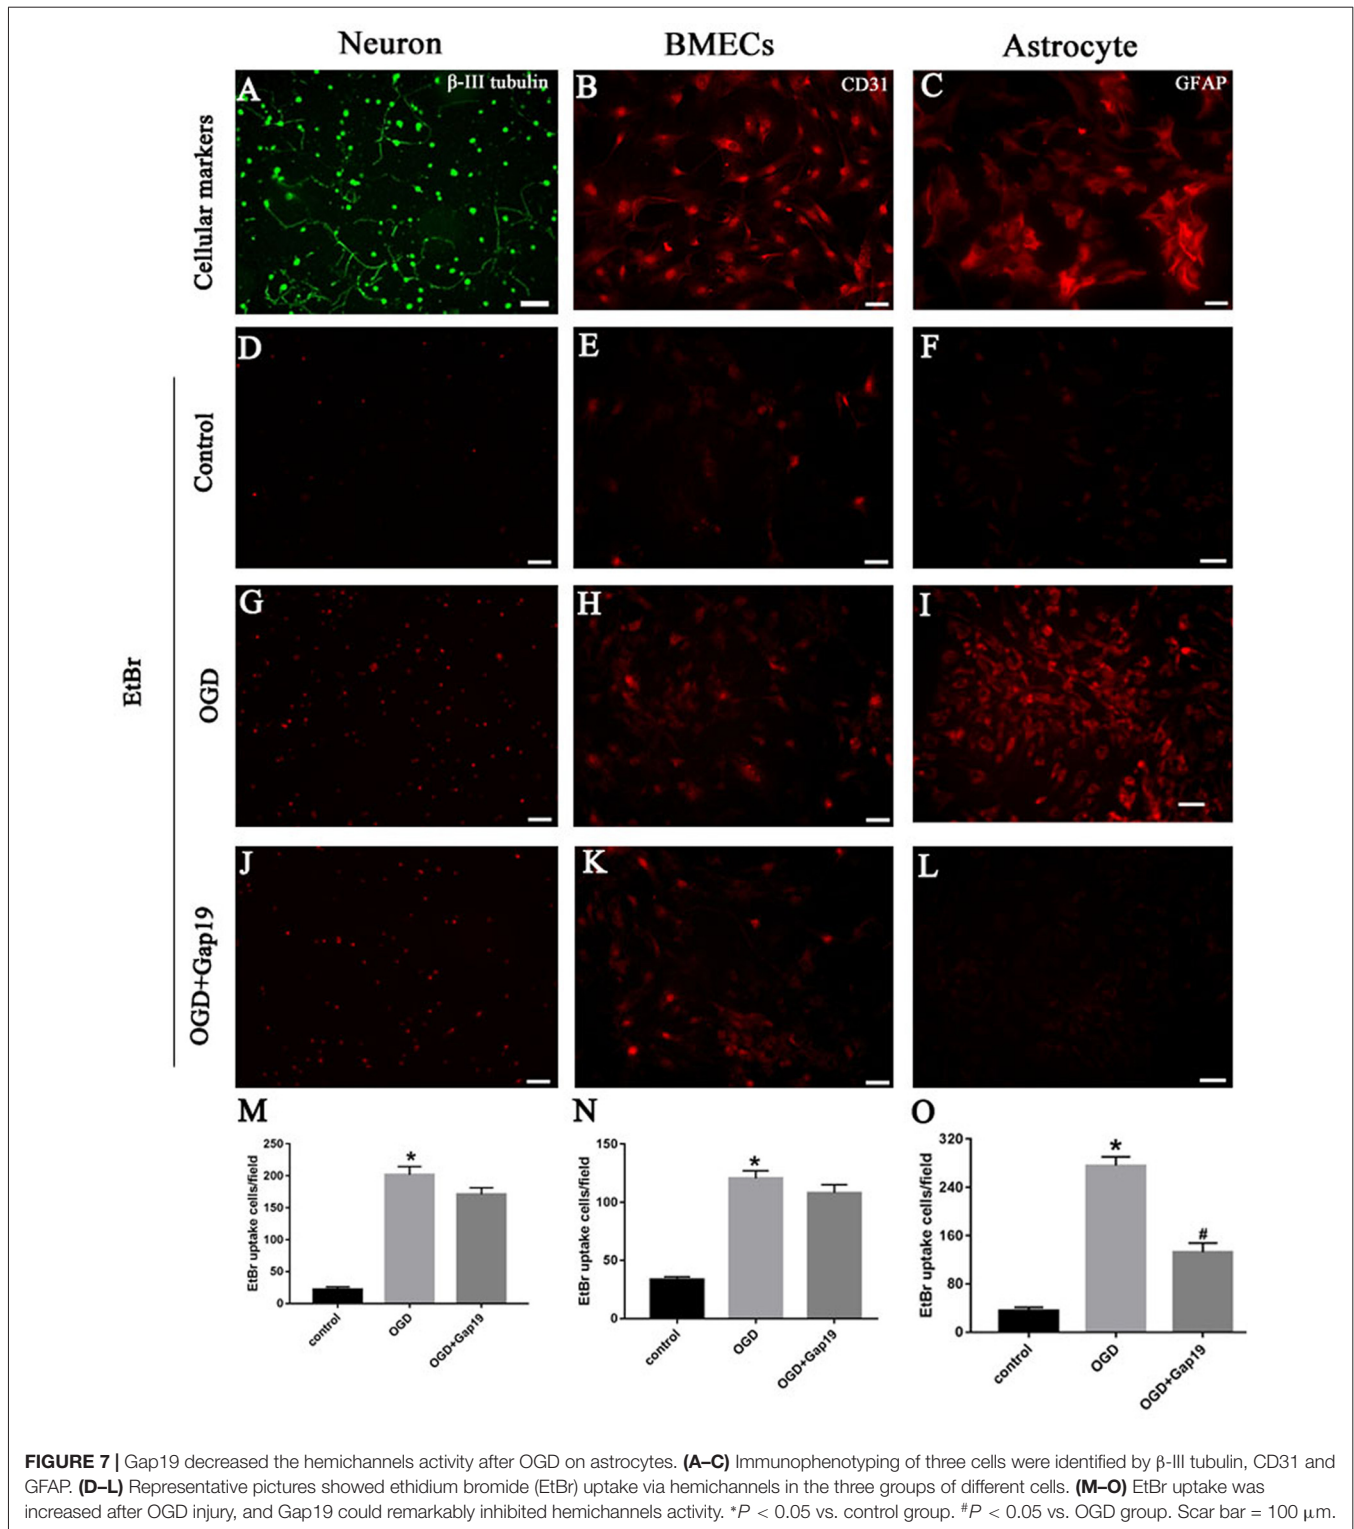 Neuron BMECs Astrocyte
Cellular markers
A β-III tubulin
B CD31
C GFAP
EtBr
Control
D
E
F
OGD
G
H
I
OGD+Gap19
J
K
L
M
EtBr uptake cells/field
250
200
150
100
50
0
*
control OGD OGD+Gap19
N
EtBr uptake cells/field
150
100
50
0
*
control OGD OGD+Gap19
O
EtBr uptake cells/field
320
240
160
80
0
*
#
control OGD OGD+Gap19
FIGURE 7 | Gap19 decreased the hemichannels activity after OGD on astrocytes. (A–C) Immunophenotyping of three cells were identified by β-III tubulin, CD31 and
GFAP. (D–L) Representative pictures showed ethidium bromide (EtBr) uptake via hemichannels in the three groups of different cells. (M–O) EtBr uptake was
increased after OGD injury, and Gap19 could remarkably inhibited hemichannels activity. *P < 0.05 vs. control group. #P < 0.05 vs. OGD group. Scar bar = 100 μm.